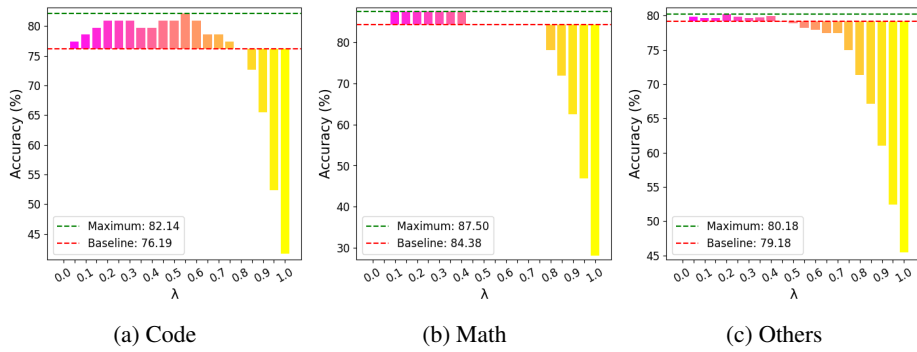 Accuracy (%)
80
75
70
65
60
55
50
45
Maximum: 82.14
Baseline: 76.19
0.0 0.1 0.2 0.3 0.4 0.5 0.6 0.7 0.8 0.9 1.0
λ
(a) Code
Accuracy (%)
80
70
60
50
40
30
Maximum: 87.50
Baseline: 84.38
0.0 0.1 0.2 0.3 0.4 0.5 0.6 0.7 0.8 0.9 1.0
λ
(b) Math
Accuracy (%)
80
75
70
65
60
55
50
45
Maximum: 80.18
Baseline: 79.18
0.0 0.1 0.2 0.3 0.4 0.5 0.6 0.7 0.8 0.9 1.0
λ
(c) Others